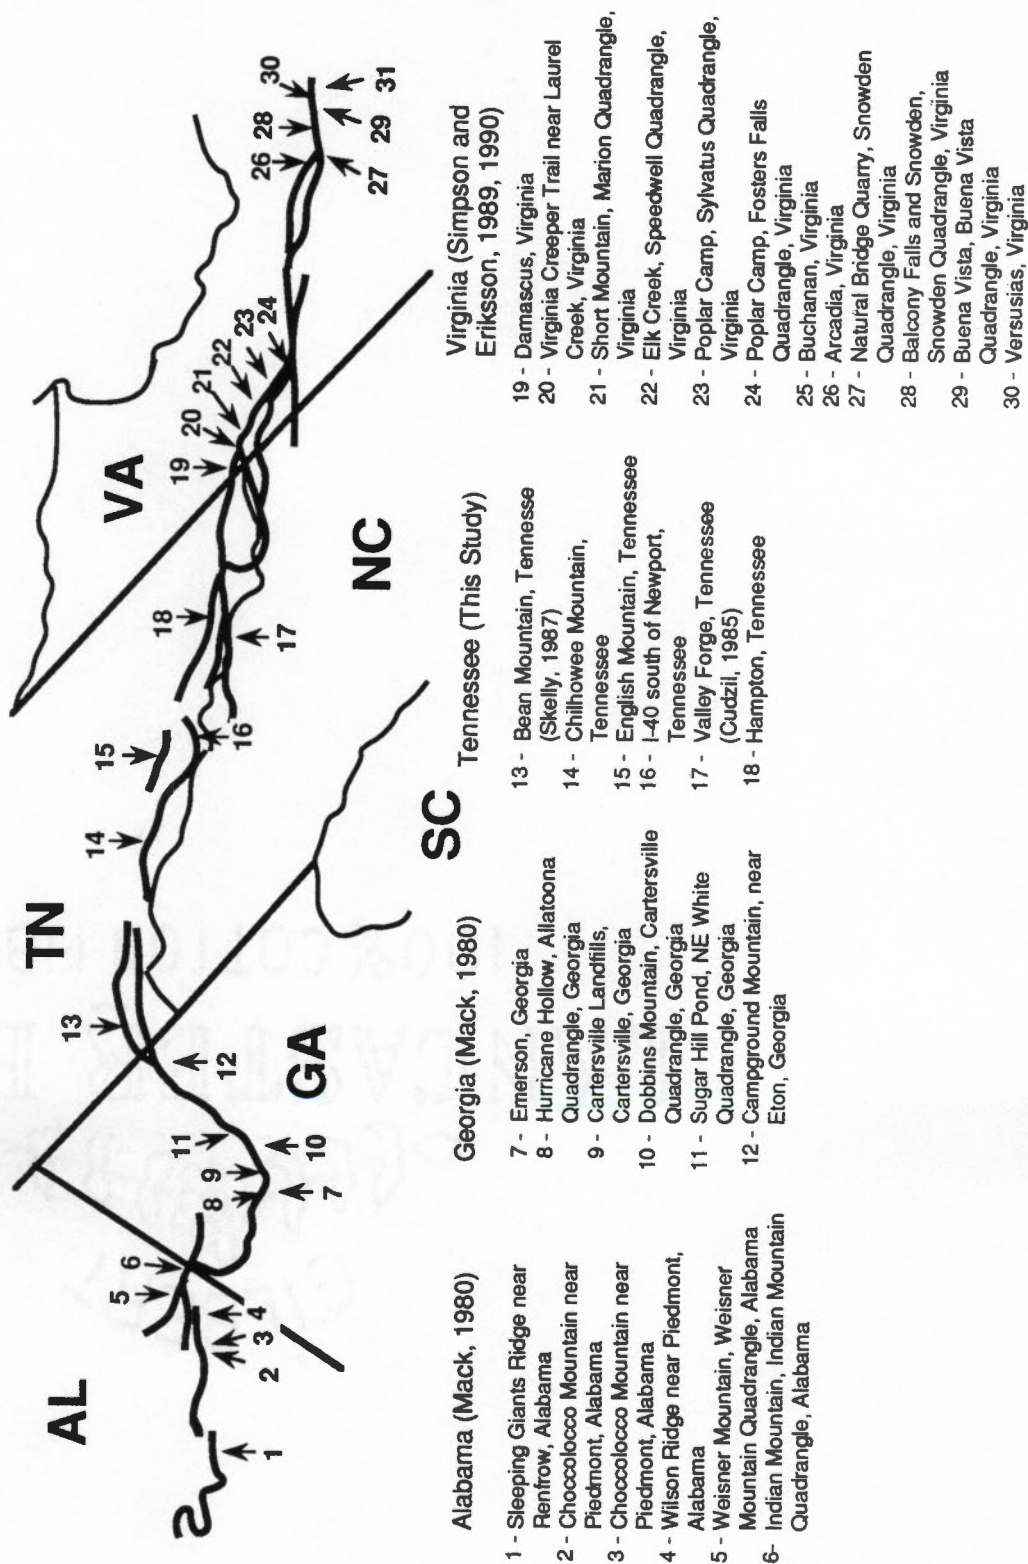 AL
TN
VA
GA
SC
NC
1
2
3
4
5
6
7
8
9
10
11
12
13
14
15
16
17
18
19
20
21
22
23
24
26
27
28
29
30
31
Alabama (Mack, 1980)
1 - Sleeping Giants Ridge near
Renfrow, Alabama
2 - Choccolocco Mountain near
Piedmont, Alabama
3 - Choccolocco Mountain near
Piedmont, Alabama
4 - Wilson Ridge near Piedmont,
Alabama
5 - Weisner Mountain, Weisner
Mountain Quadrangle, Alabama
6- Indian Mountain, Indian Mountain
Quadrangle, Alabama
Georgia (Mack, 1980)
7 - Emerson, Georgia
8 - Hurricane Hollow, Allatoona
Quadrangle, Georgia
9 - Cartersville Landfills,
Cartersville, Georgia
10 - Dobbins Mountain, Cartersville
Quadrangle, Georgia
11 - Sugar Hill Pond, NE White
Quadrangle, Georgia
12 - Campground Mountain, near
Eton, Georgia
Tennessee (This Study)
13 - Bean Mountain, Tennesse
(Skelly, 1987)
14 - Chilhowee Mountain,
Tennessee
15 - English Mountain, Tennessee
16 - I-40 south of Newport,
Tennessee
17 - Valley Forge, Tennessee
(Cudzil, 1985)
18 - Hampton, Tennessee
Virginia (Simpson and
Eriksson, 1989, 1990)
19 - Damascus, Virginia
20 - Virginia Creeper Trail near Laurel
Creek, Virginia
21 - Short Mountain, Marion Quadrangle,
Virginia
22 - Elk Creek, Speedwell Quadrangle,
Virginia
23 - Poplar Camp, Sylvatus Quadrangle,
Virginia
24 - Poplar Camp, Fosters Falls
Quadrangle, Virginia
25 - Buchanan, Virginia
26 - Arcadia, Virginia
27 - Natural Bridge Quarry, Snowden
Quadrangle, Virginia
28 - Balcony Falls and Snowden,
Snowden Quadrangle, Virginia
29 - Buena Vista, Buena Vista
Quadrangle, Virginia
30 - Versusias, Virginia